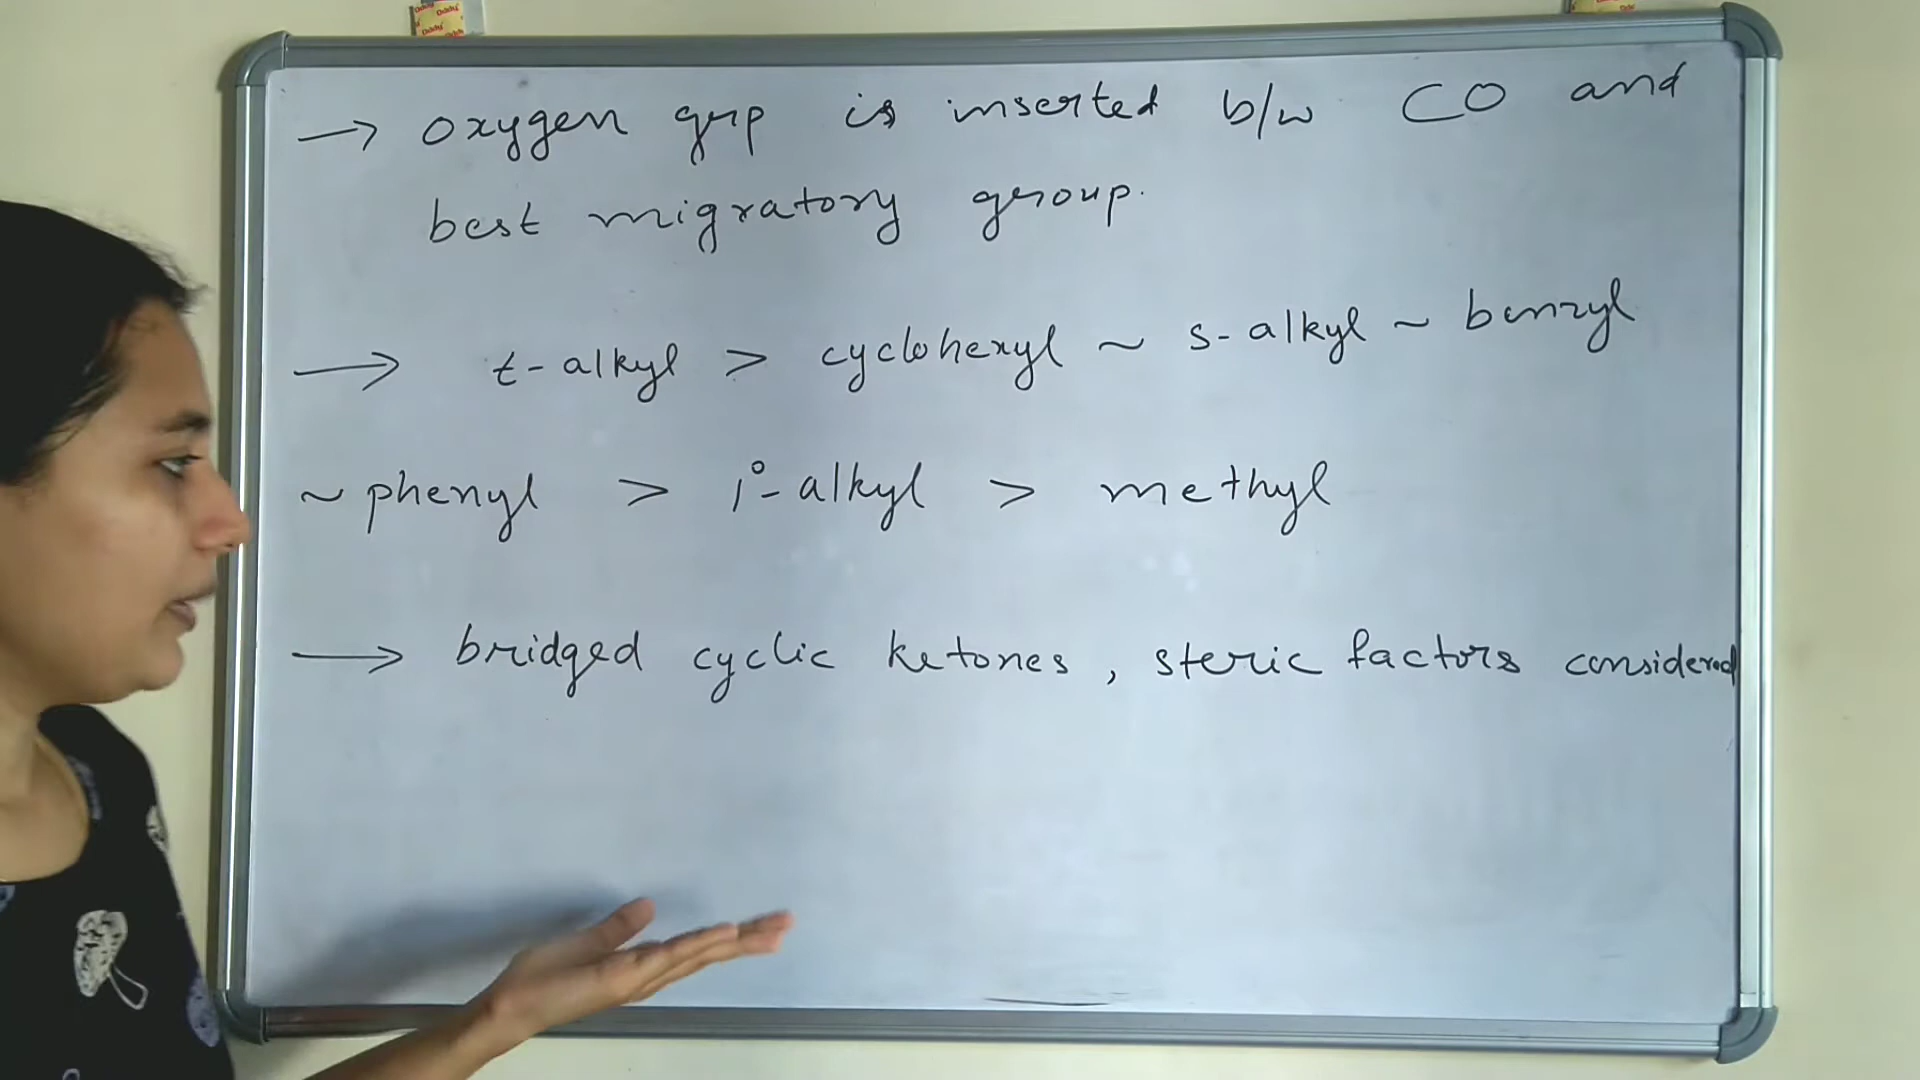 → oxygen grp is inserted b/w CO and
best migratory group.
→ t-alkyl > cyclohexyl ~ s-alkyl ~ benzyl
~ phenyl > 1°-alkyl > methyl
→ bridged cyclic ketones, steric factors considered